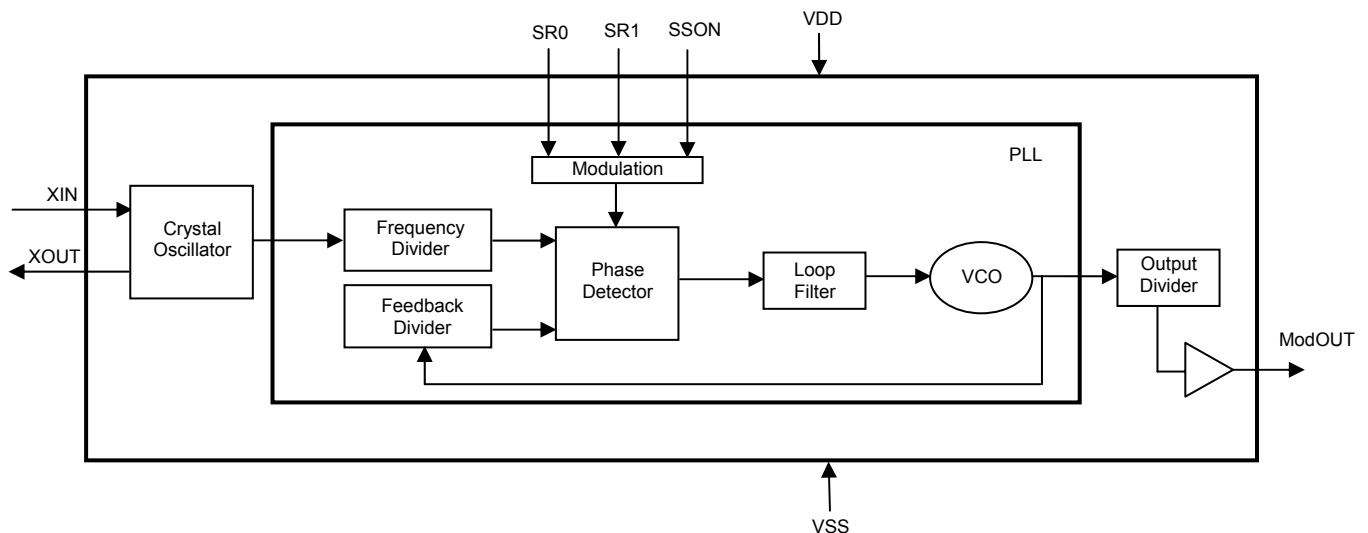 VDD
SR0
SR1
SSON
PLL
Modulation
XIN
XOUT
Crystal
Oscillator
Frequency
Divider
Feedback
Divider
Phase
Detector
Loop
Filter
VCO
Output
Divider
ModOUT
VSS